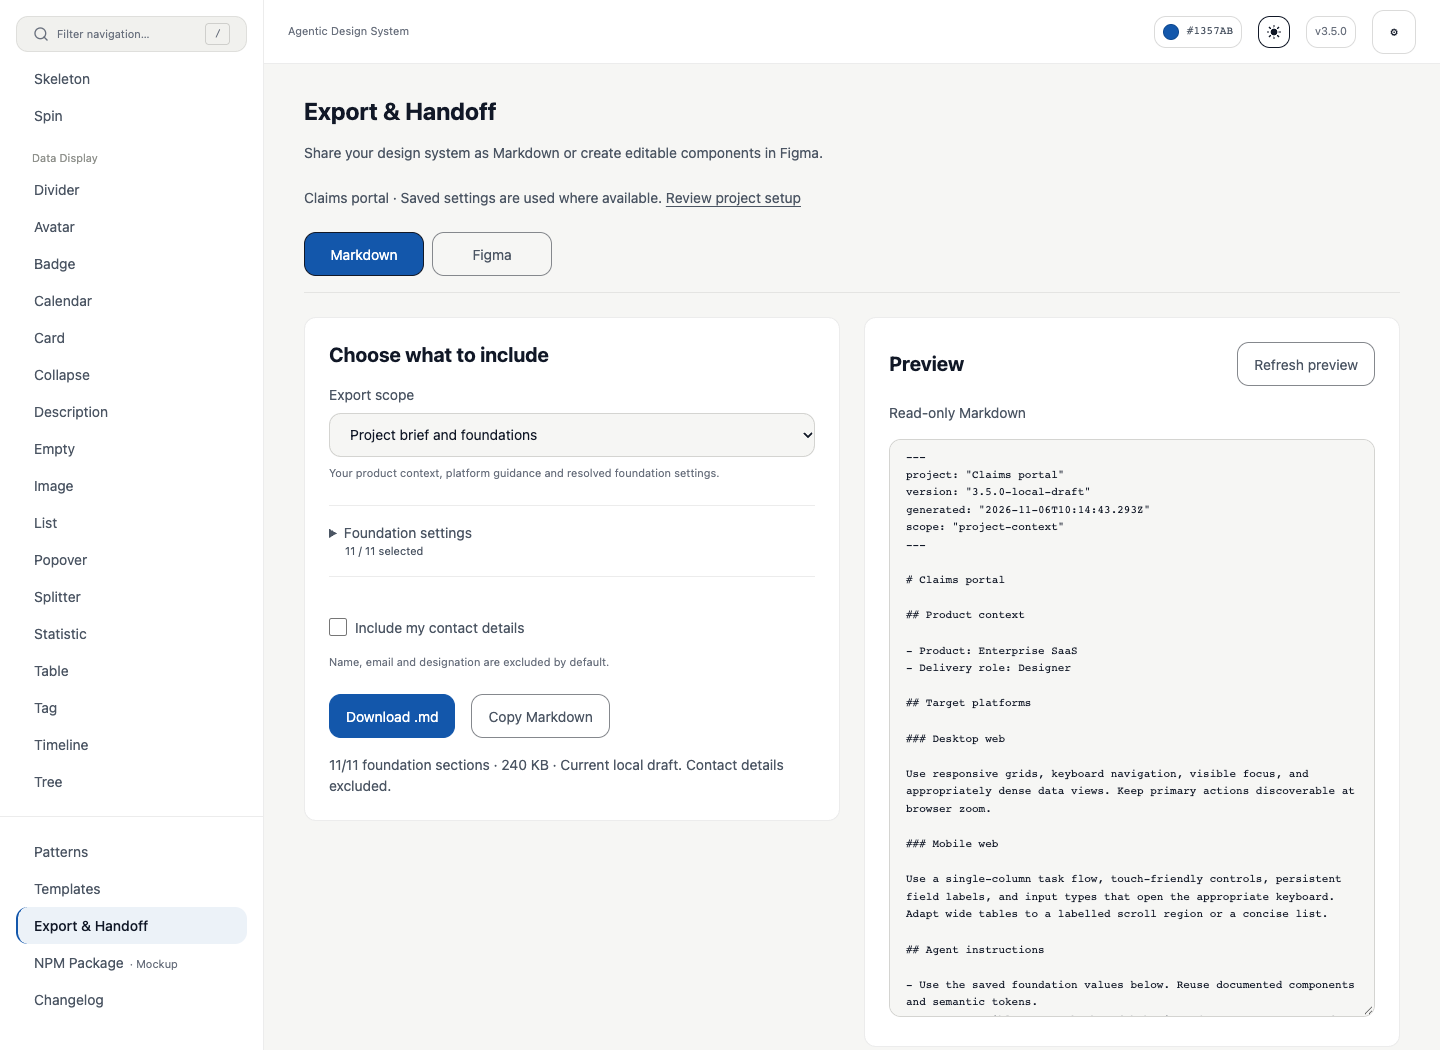 Filter navigation...
/
Skeleton
Spin
Data Display
Divider
Avatar
Badge
Calendar
Card
Collapse
Description
Empty
Image
List
Popover
Splitter
Statistic
Table
Tag
Timeline
Tree
Patterns
Templates
Export & Handoff
NPM Package · Mockup
Changelog
Agentic Design System
#1357AB
v3.5.0
Export & Handoff
Share your design system as Markdown or create editable components in Figma.
Claims portal · Saved settings are used where available. Review project setup
Markdown
Figma
Choose what to include
Export scope
Project brief and foundations
Your product context, platform guidance and resolved foundation settings.
Foundation settings
11 / 11 selected
Include my contact details
Name, email and designation are excluded by default.
Download .md
Copy Markdown
11/11 foundation sections · 240 KB · Current local draft. Contact details
excluded.
Preview
Refresh preview
Read-only Markdown
---
project: "Claims portal"
version: "3.5.0-local-draft"
generated: "2026-11-06T10:14:43.293Z"
scope: "project-context"
---
# Claims portal
## Product context
- Product: Enterprise SaaS
- Delivery role: Designer
## Target platforms
### Desktop web
Use responsive grids, keyboard navigation, visible focus, and
appropriately dense data views. Keep primary actions discoverable at
browser zoom.
### Mobile web
Use a single-column task flow, touch-friendly controls, persistent
field labels, and input types that open the appropriate keyboard.
Adapt wide tables to a labelled scroll region or a concise list.
## Agent instructions
- Use the saved foundation values below. Reuse documented components
and semantic tokens.